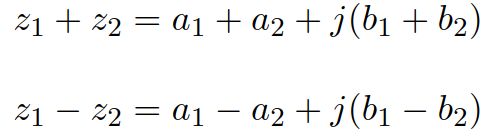 z₁ + z₂ = a₁ + a₂ + j(b₁ + b₂)
z₁ − z₂ = a₁ − a₂ + j(b₁ − b₂)